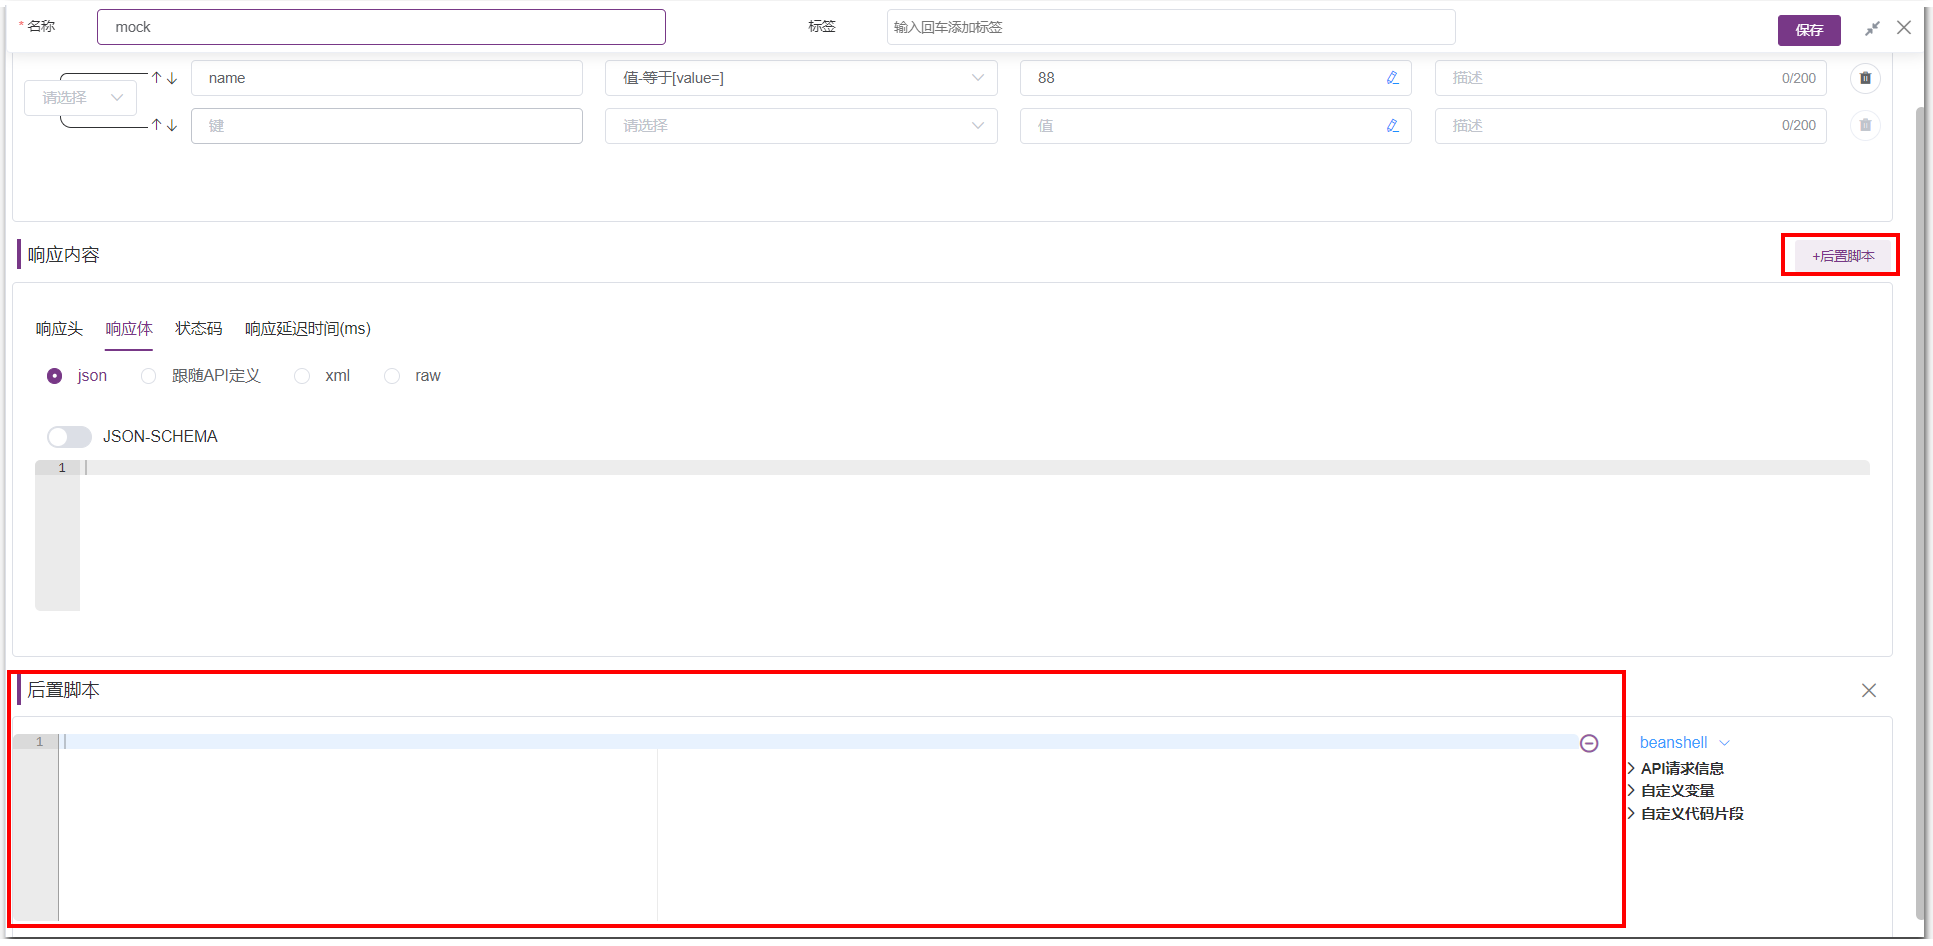 * 名称 mock 标签 输入回车添加标签 保存
请选择 name 值-等于[value=] 88 描述 0/200
键 请选择 值 描述 0/200
响应内容 +后置脚本
响应头 响应体 状态码 响应延迟时间(ms)
json 跟随API定义 xml raw
JSON-SCHEMA
1
后置脚本
1 beanshell
API请求信息
自定义变量
自定义代码片段